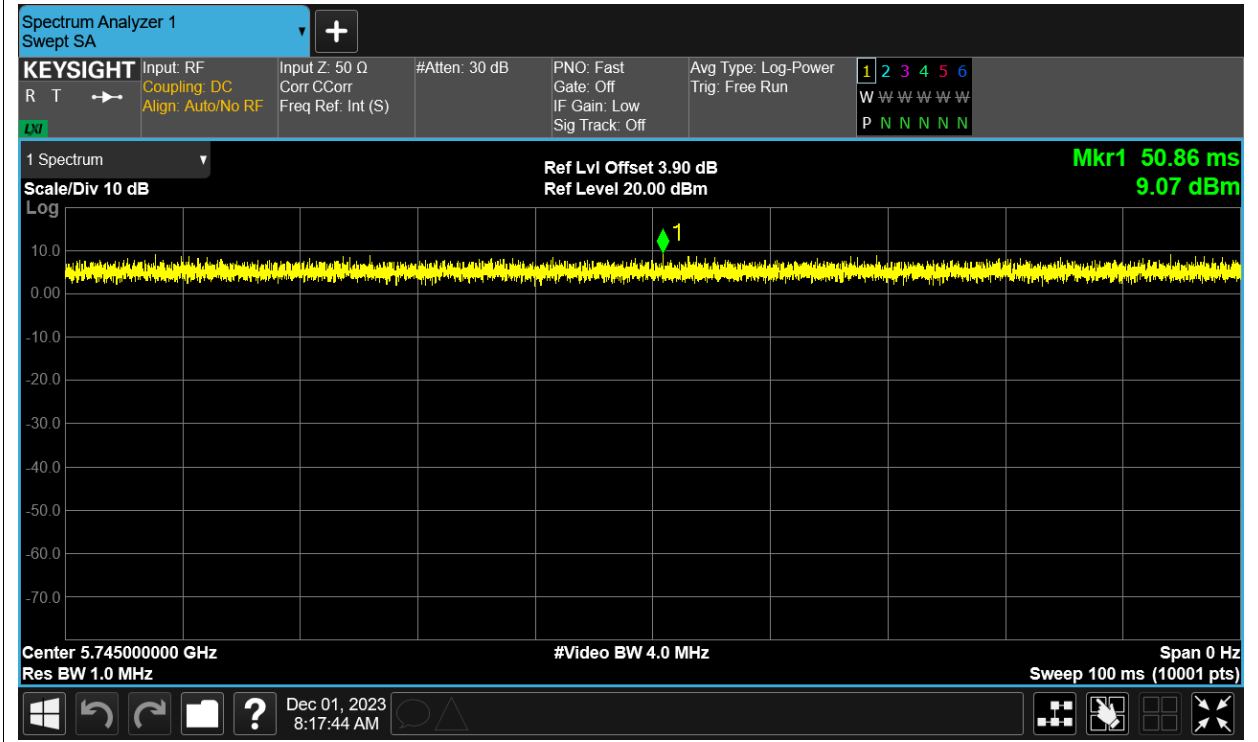 Spectrum Analyzer 1
Swept SA
KEYSIGHT
R T
LXI
Input: RF
Coupling: DC
Align: Auto/No RF
Input Z: 50 Ω
Corr CCorr
Freq Ref: Int (S)
#Atten: 30 dB
PNO: Fast
Gate: Off
IF Gain: Low
Sig Track: Off
Avg Type: Log-Power
Trig: Free Run
1 2 3 4 5 6
W W W W W W
P N N N N N
1 Spectrum
Scale/Div 10 dB
Log
Ref Lvl Offset 3.90 dB
Ref Level 20.00 dBm
Mkr1 50.86 ms
9.07 dBm
1
10.0
0.00
-10.0
-20.0
-30.0
-40.0
-50.0
-60.0
-70.0
Center 5.745000000 GHz
Res BW 1.0 MHz
#Video BW 4.0 MHz
Span 0 Hz
Sweep 100 ms (10001 pts)
?
Dec 01, 2023
8:17:44 AM